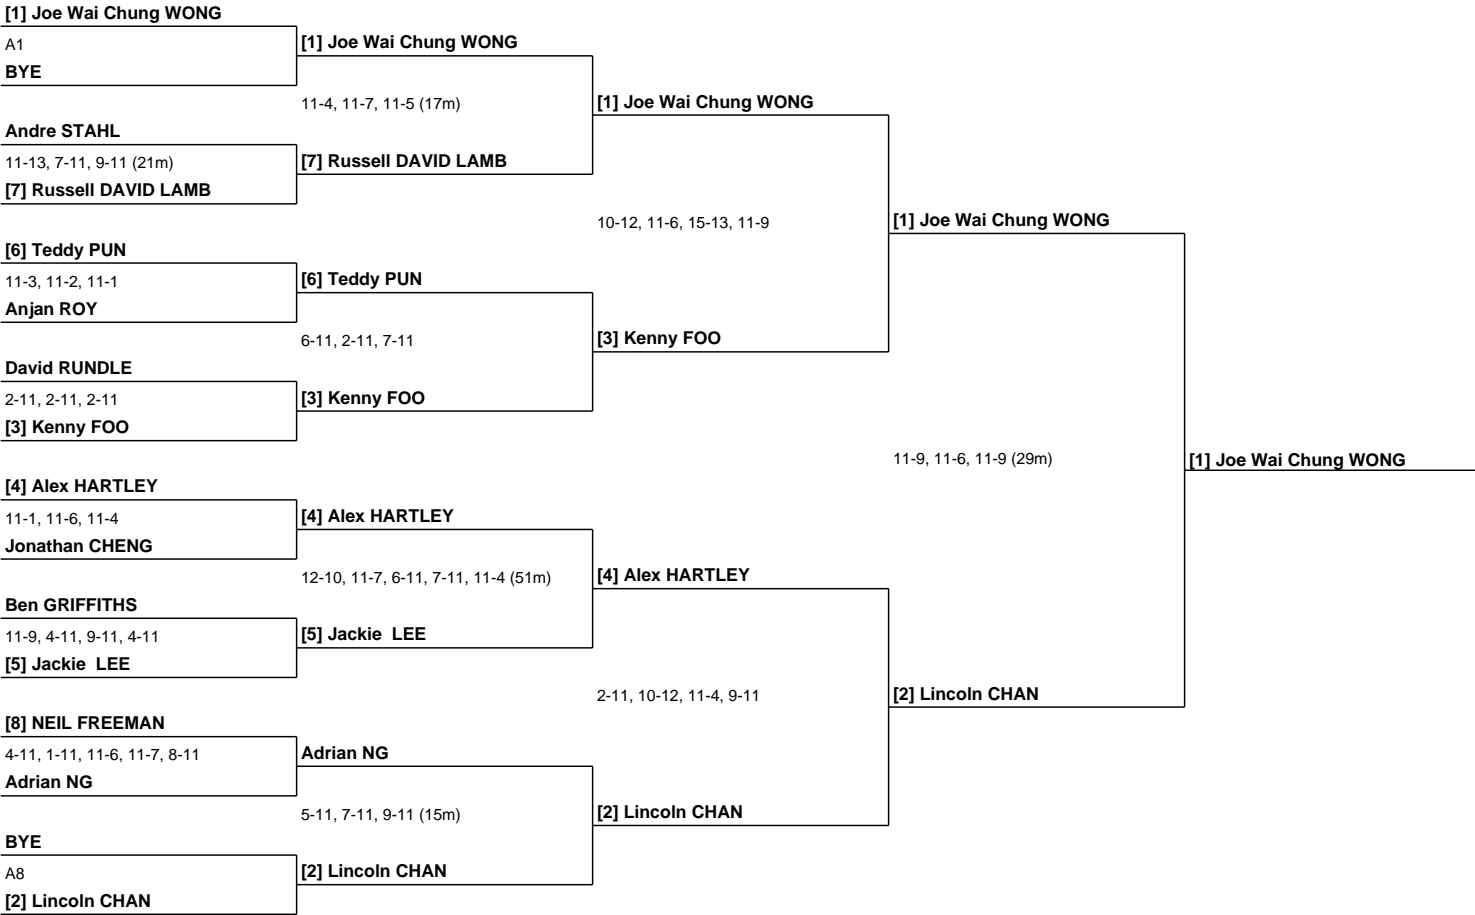 [1] Joe Wai Chung WONG
A1
BYE
Andre STAHL
11-13, 7-11, 9-11 (21m)
[7] Russell DAVID LAMB
[6] Teddy PUN
11-3, 11-2, 11-1
Anjan ROY
David RUNDLE
2-11, 2-11, 2-11
[3] Kenny FOO
[4] Alex HARTLEY
11-1, 11-6, 11-4
Jonathan CHENG
Ben GRIFFITHS
11-9, 4-11, 9-11, 4-11
[5] Jackie  LEE
[8] NEIL FREEMAN
4-11, 1-11, 11-6, 11-7, 8-11
Adrian NG
BYE
A8
[2] Lincoln CHAN
[1] Joe Wai Chung WONG
11-4, 11-7, 11-5 (17m)
[7] Russell DAVID LAMB
[6] Teddy PUN
6-11, 2-11, 7-11
[3] Kenny FOO
[4] Alex HARTLEY
12-10, 11-7, 6-11, 7-11, 11-4 (51m)
[5] Jackie  LEE
Adrian NG
5-11, 7-11, 9-11 (15m)
[2] Lincoln CHAN
[1] Joe Wai Chung WONG
10-12, 11-6, 15-13, 11-9
[3] Kenny FOO
[4] Alex HARTLEY
2-11, 10-12, 11-4, 9-11
[2] Lincoln CHAN
[1] Joe Wai Chung WONG
11-9, 11-6, 11-9 (29m)
[2] Lincoln CHAN
[1] Joe Wai Chung WONG